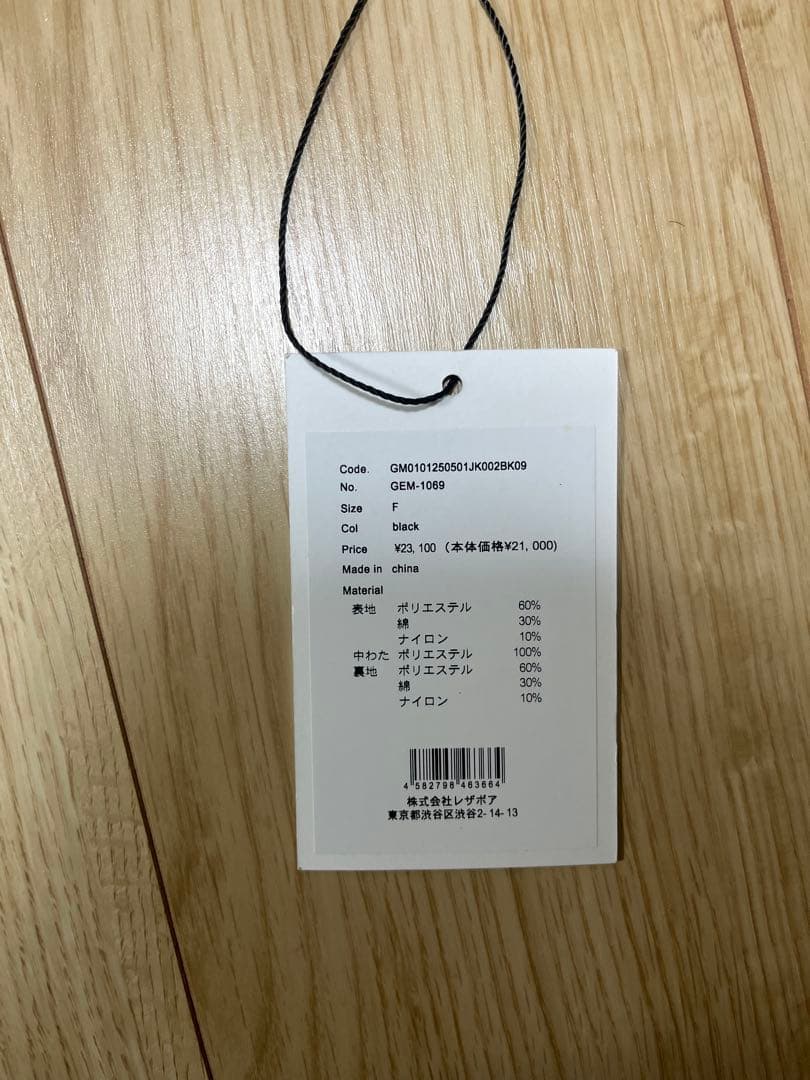 Code. GM0101250501JK002BK09
No. GEM-1069
Size F
Col black
Price ¥23,100 (本体価格¥21,000)
Made in china
Material
表地 ポリエステル 60%
綿 30%
ナイロン 10%
中わた ポリエステル 100%
裏地 ポリエステル 60%
綿 30%
ナイロン 10%
4 582798 463664
株式会社レザボア
東京都渋谷区渋谷2-14-13